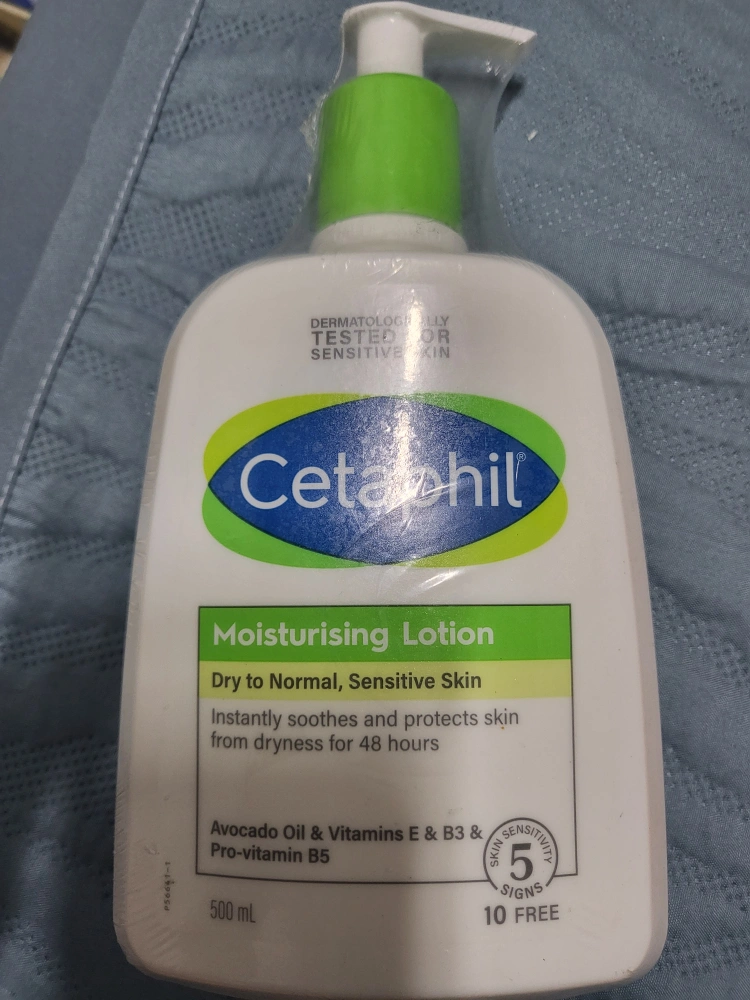 DERMATOLOGICALLY
TESTED FOR
SENSITIVE SKIN
Cetaphil®
Moisturising Lotion
Dry to Normal, Sensitive Skin
Instantly soothes and protects skin
from dryness for 48 hours
Avocado Oil & Vitamins E & B3 &
Pro-vitamin B5
SKIN SENSITIVITY
5
SIGNS
500 mL
10 FREE